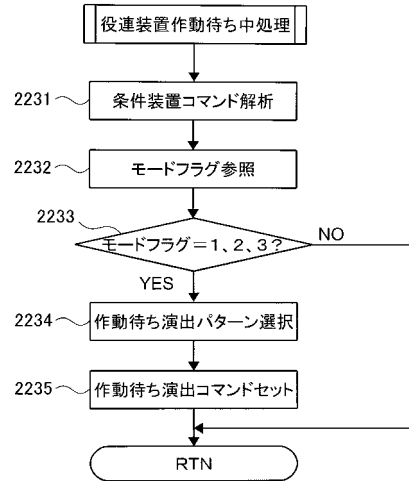 役連装置作動待ち中処理
2231
条件装置コマンド解析
2232
モードフラグ参照
2233
モードフラグ=1、2、3?
NO
YES
2234
作動待ち演出パターン選択
2235
作動待ち演出コマンドセット
RTN